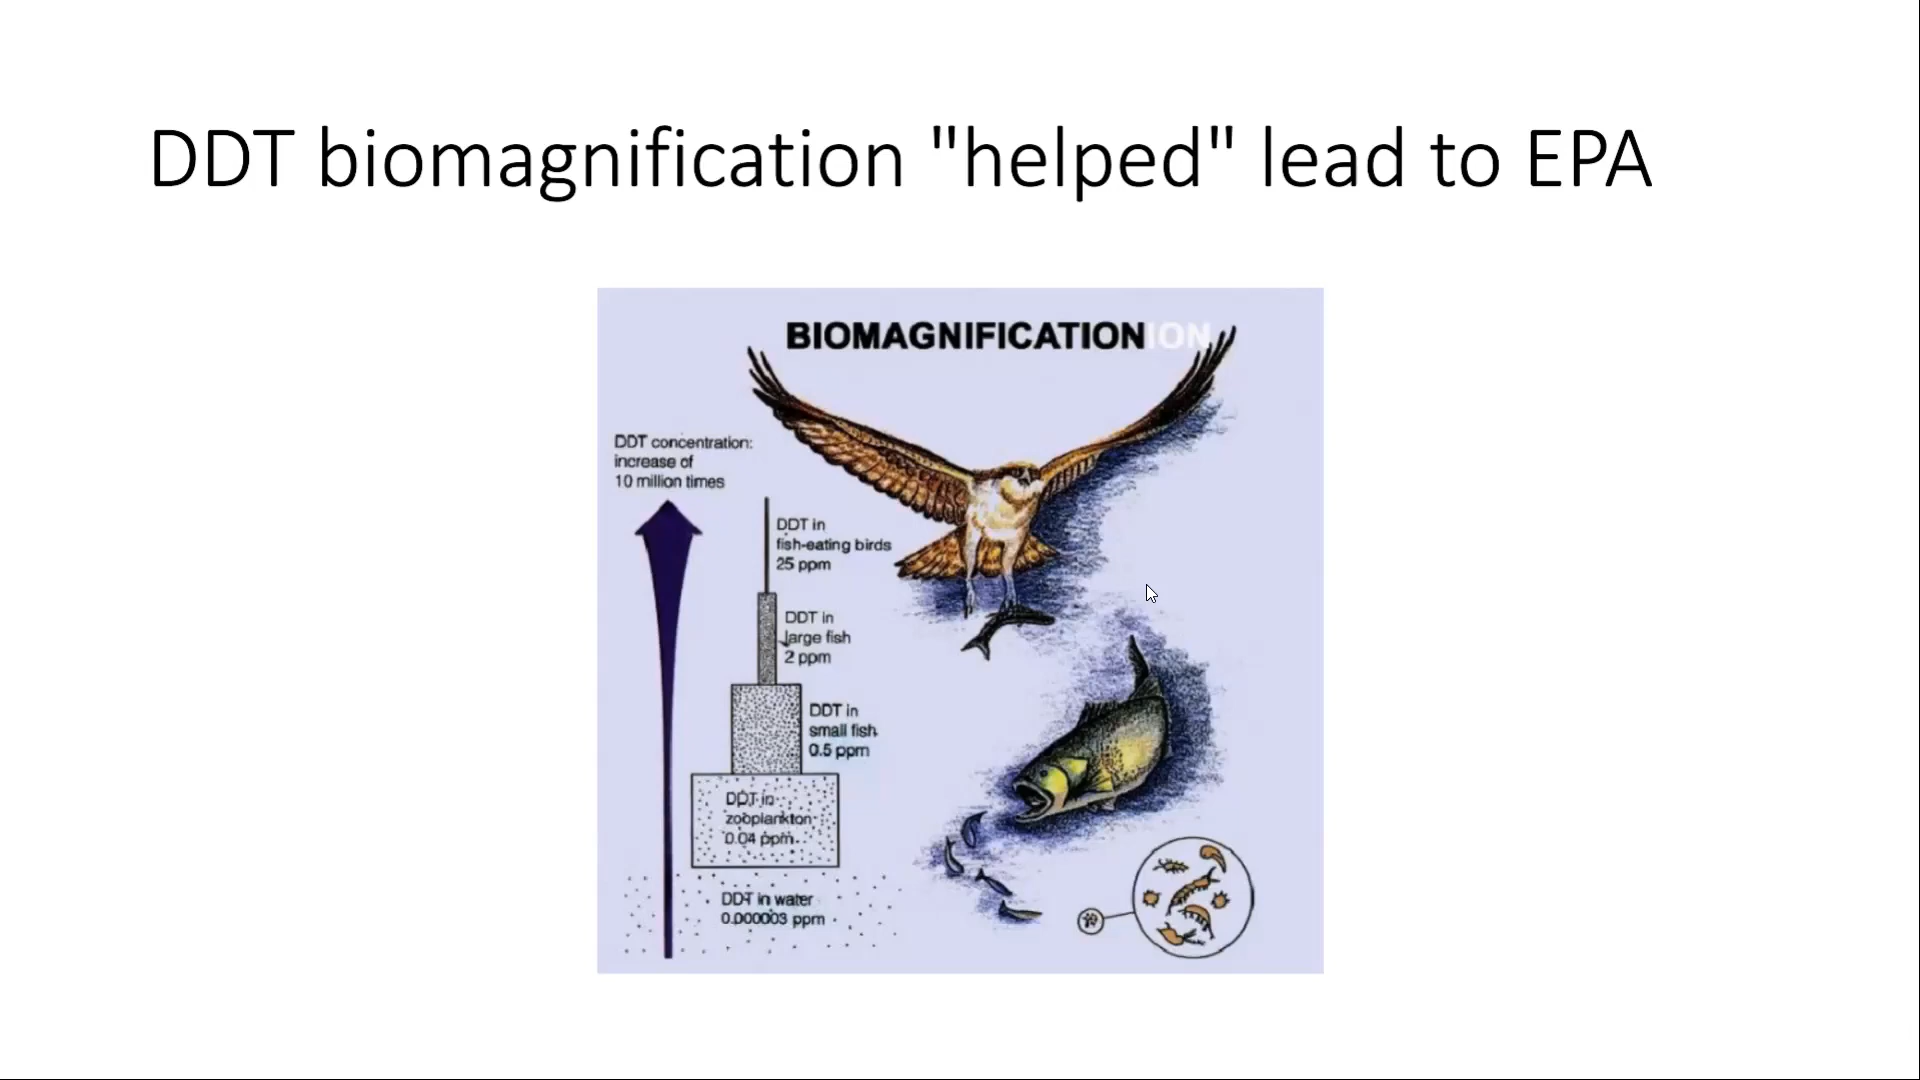 DDT biomagnification "helped" lead to EPA
BIOMAGNIFICATIONION
DDT concentration:
increase of
10 million times
DDT in
fish-eating birds
25 ppm
DDT in
large fish
2 ppm
DDT in
small fish
0.5 ppm
DDT in
zooplankton
0.04 ppm
DDT in water
0.000003 ppm